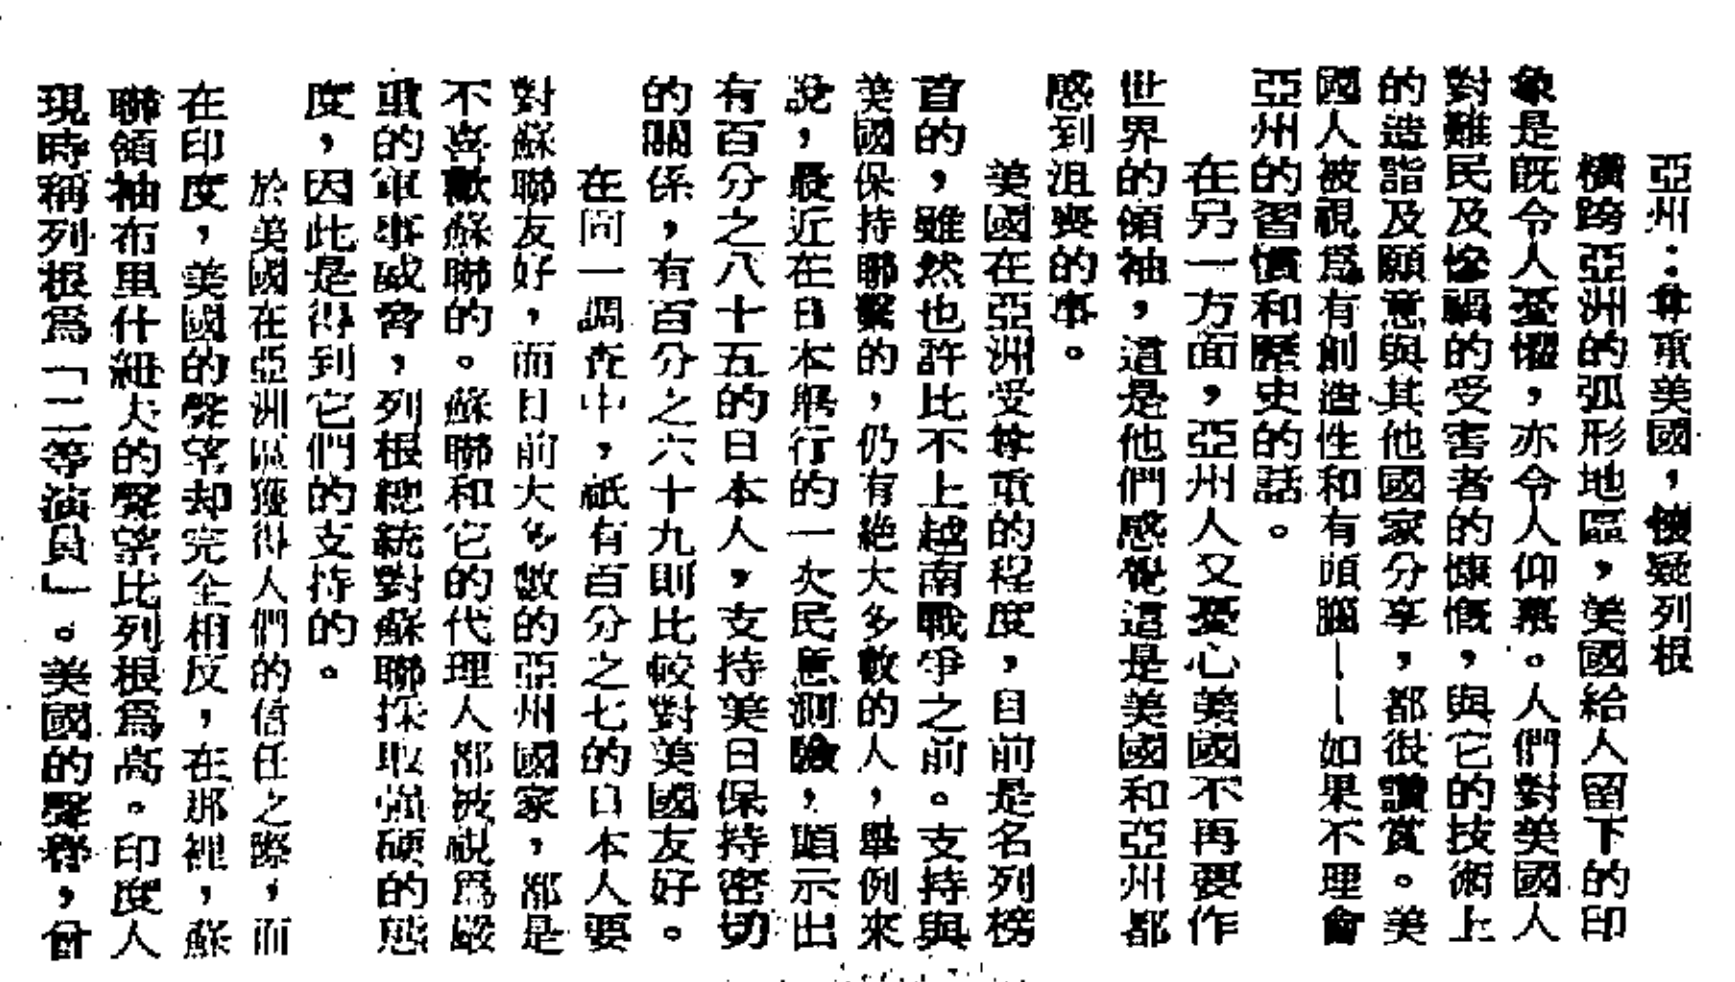 亞州：尊重美國，懷疑列根
橫跨亞洲的弧形地區，美國給人留下的印
象是既令人憂懼，亦令人仰慕。人們對美國人
對難民及慘禍的受害者的慷慨，與它的技術上
的造詣及願意與其他國家分享，都很讚賞。美
國人被視爲有創造性和有頭腦——如果不理會
亞州的習慣和歷史的話。
在另一方面，亞州人又憂心美國不再要作
世界的領袖，這是他們感覺這是美國和亞州都
感到沮喪的事。
美國在亞洲受尊重的程度，目前是名列榜
首的，雖然也許比不上越南戰爭之前。支持與
美國保持聯繫的，仍有絶大多數的人，舉例來
說，最近在日本擧行的一次民意測驗，顯示出
有百分之八十五的日本人，支持美日保持密切
的關係，有百分之六十九則比較對美國友好。
在同一調查中，祇有百分之七的日本人要
對蘇聯友好，而目前大多數的亞州國家，都是
不喜歡蘇聯的。蘇聯和它的代理人都被視爲嚴
重的軍事威脅，列根總統對蘇聯採取强硬的態
度，因此是得到它們的支持的。
於美國在亞洲區獲得人們的信任之際，而
在印度，美國的聲望却完全相反，在那裡，蘇
聯領袖布里什紐夫的聲望比列根爲高。印度人
現時稱列根爲「二等演員」。美國的聲譽，曾